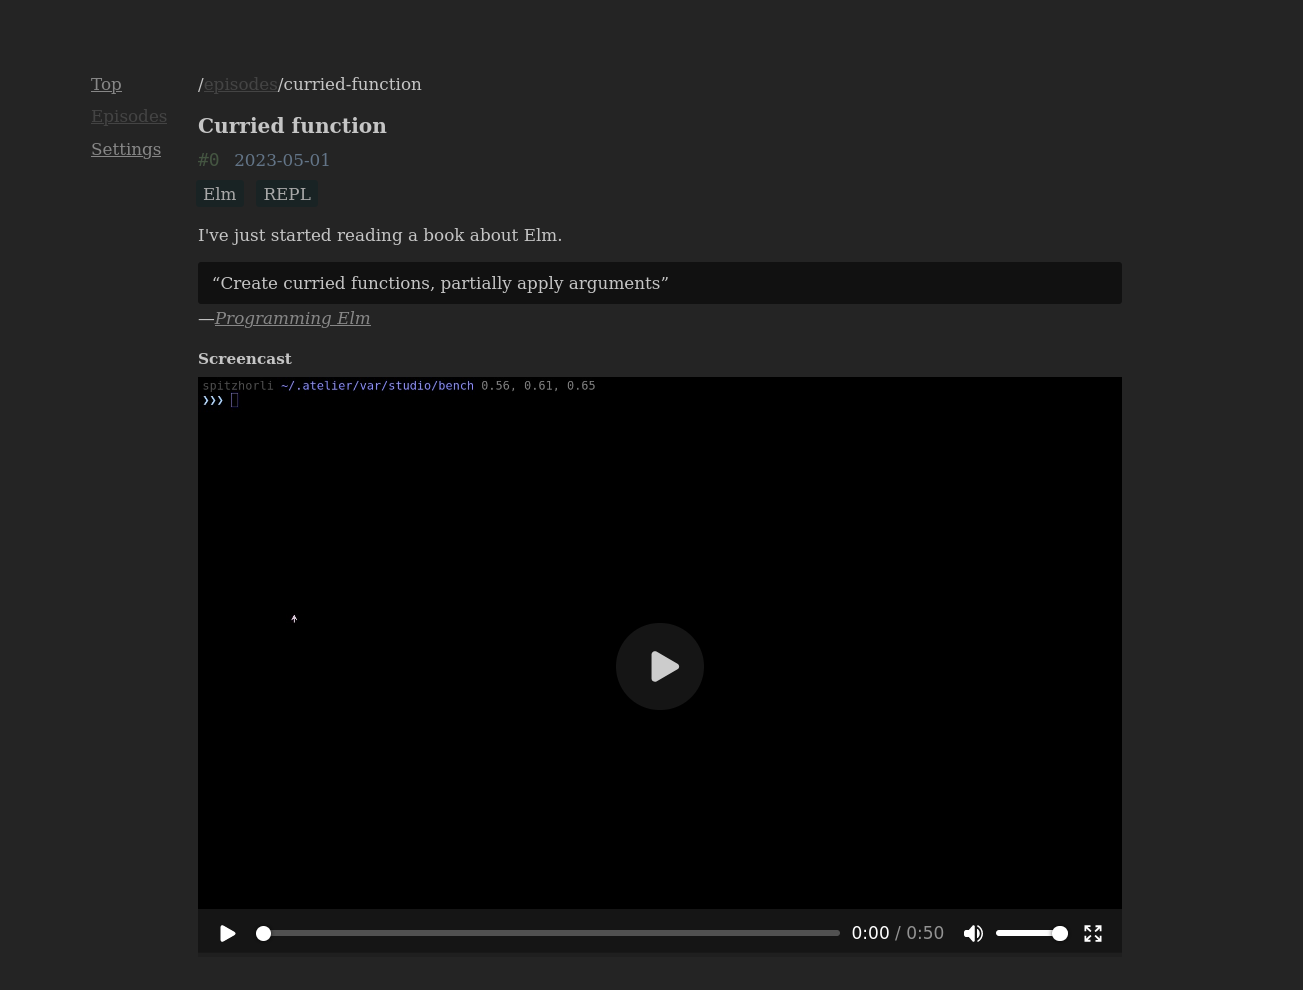 Top
Episodes
Settings
/episodes/curried-function
Curried function
#0 2023-05-01
Elm REPL
I've just started reading a book about Elm.
“Create curried functions, partially apply arguments”
—Programming Elm
Screencast
spitzhorli ~/.atelier/var/studio/bench 0.56, 0.61, 0.65
❯❯❯
0:00 / 0:50